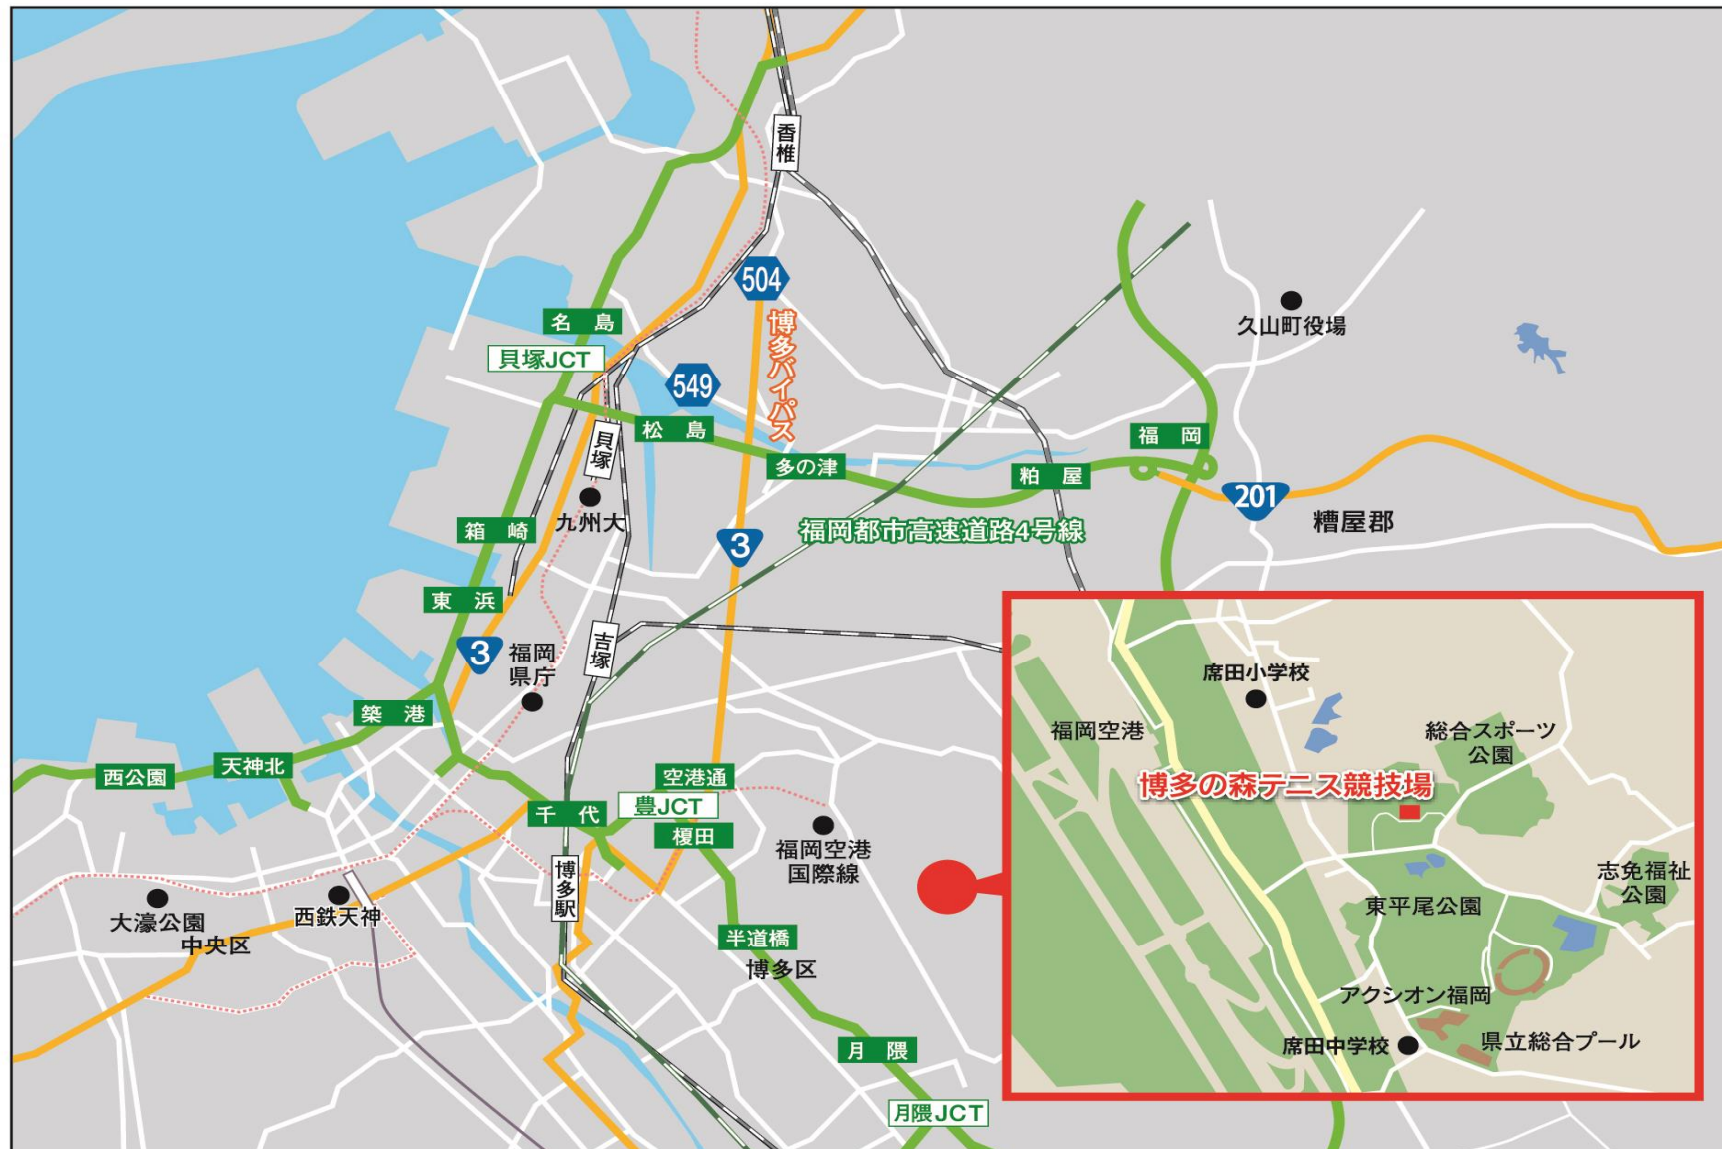 香椎
504
博多バイパス
名島
貝塚JCT
549
久山町役場
松島
福岡
貝塚
多の津
粕屋
201
九州大
箱崎
福岡都市高速道路4号線
糟屋郡
3
東浜
吉塚
3
福岡
県庁
築港
天神北
西公園
空港通
豊JCT
千代
榎田
福岡空港
国際線
博多駅
大濠公園
西鉄天神
中央区
半道橋
博多区
月隈
月隈JCT
席田小学校
福岡空港
総合スポーツ
公園
博多の森テニス競技場
志免福祉
公園
東平尾公園
アクシオン福岡
席田中学校
県立総合プール